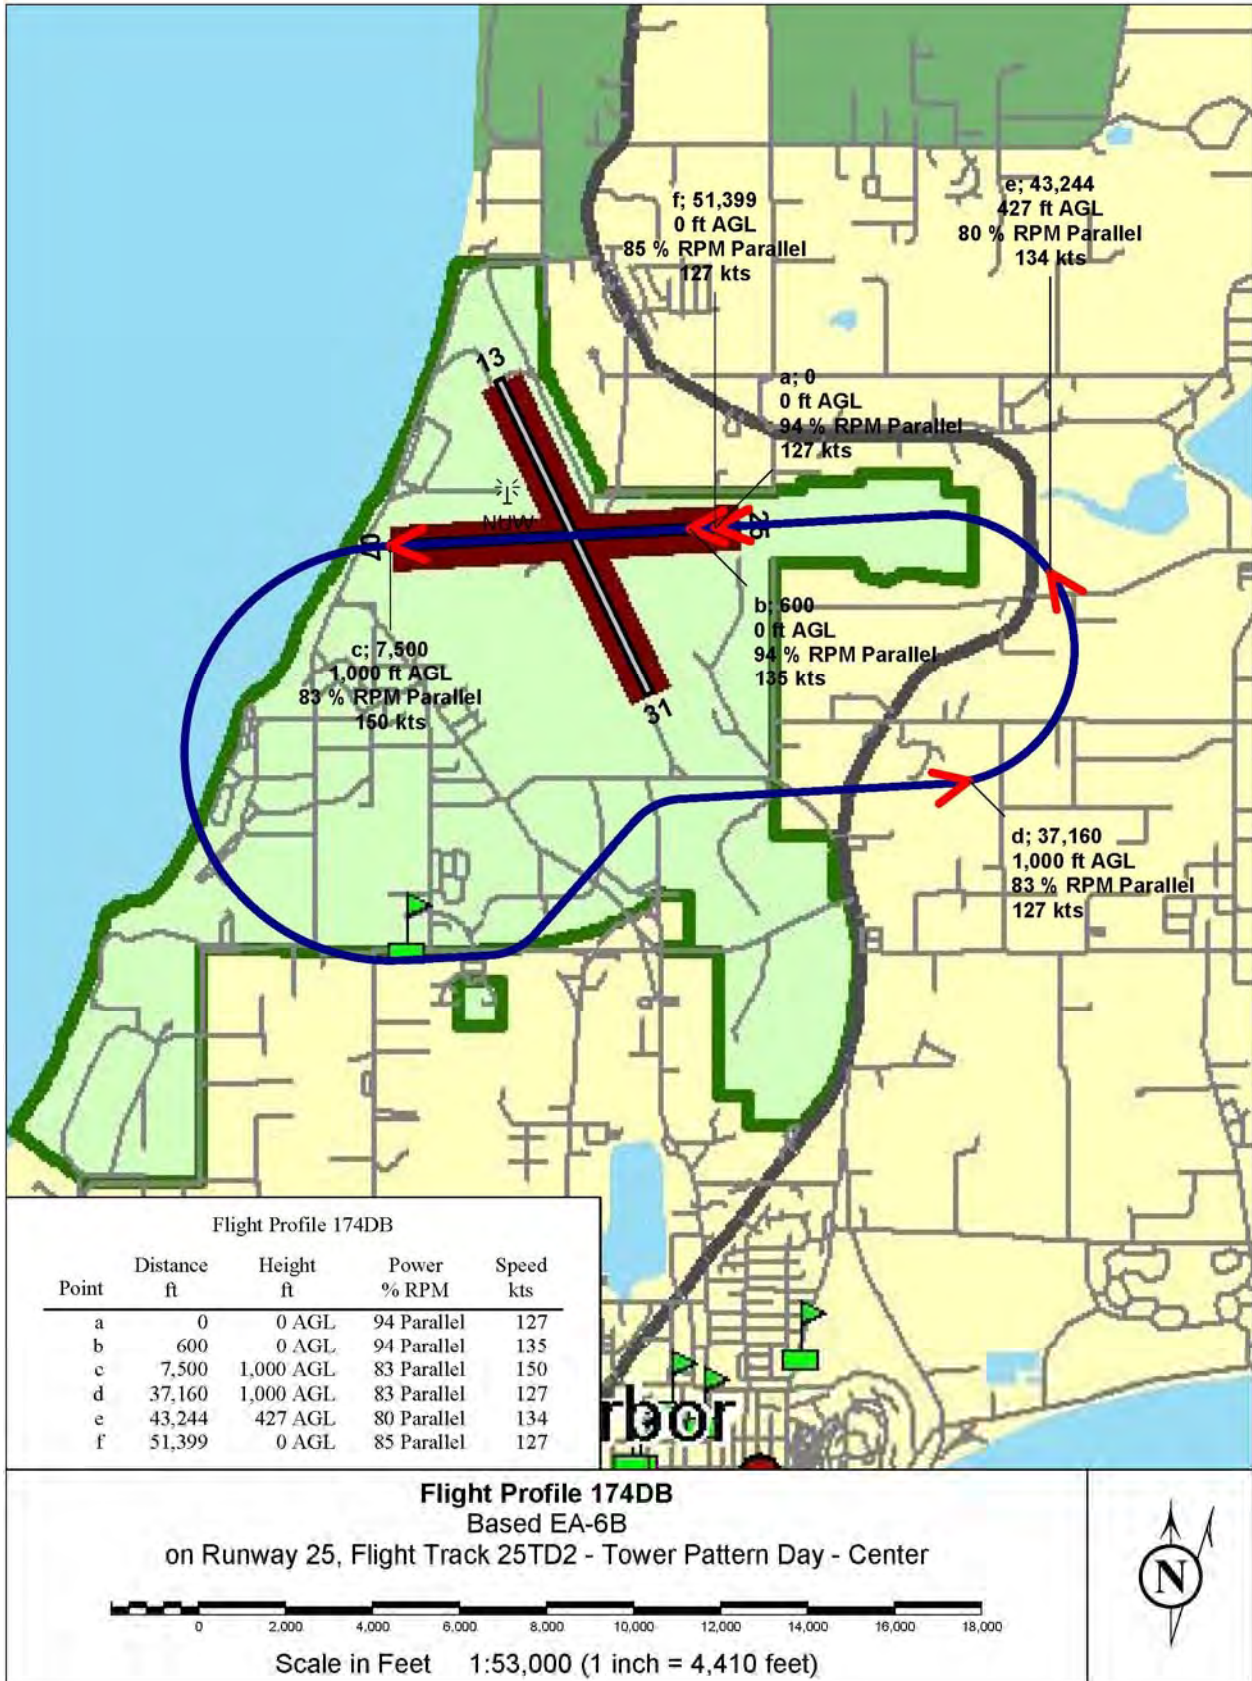 f; 51,399
0 ft AGL
85 % RPM Parallel
127 kts
e; 43,244
427 ft AGL
80 % RPM Parallel
134 kts
13
a; 0
0 ft AGL
94 % RPM Parallel
127 kts
NUW
07
25
b; 600
0 ft AGL
94 % RPM Parallel
135 kts
c; 7,500
1,000 ft AGL
83 % RPM Parallel
150 kts
31
d; 37,160
1,000 ft AGL
83 % RPM Parallel
127 kts
rbor
Flight Profile 174DB
Point Distance ft Height ft Power % RPM Speed kts
a 0 0 AGL 94 Parallel 127
b 600 0 AGL 94 Parallel 135
c 7,500 1,000 AGL 83 Parallel 150
d 37,160 1,000 AGL 83 Parallel 127
e 43,244 427 AGL 80 Parallel 134
f 51,399 0 AGL 85 Parallel 127
Flight Profile 174DB
Based EA-6B
on Runway 25, Flight Track 25TD2 - Tower Pattern Day - Center
0 2,000 4,000 6,000 8,000 10,000 12,000 14,000 16,000 18,000
Scale in Feet 1:53,000 (1 inch = 4,410 feet)
N